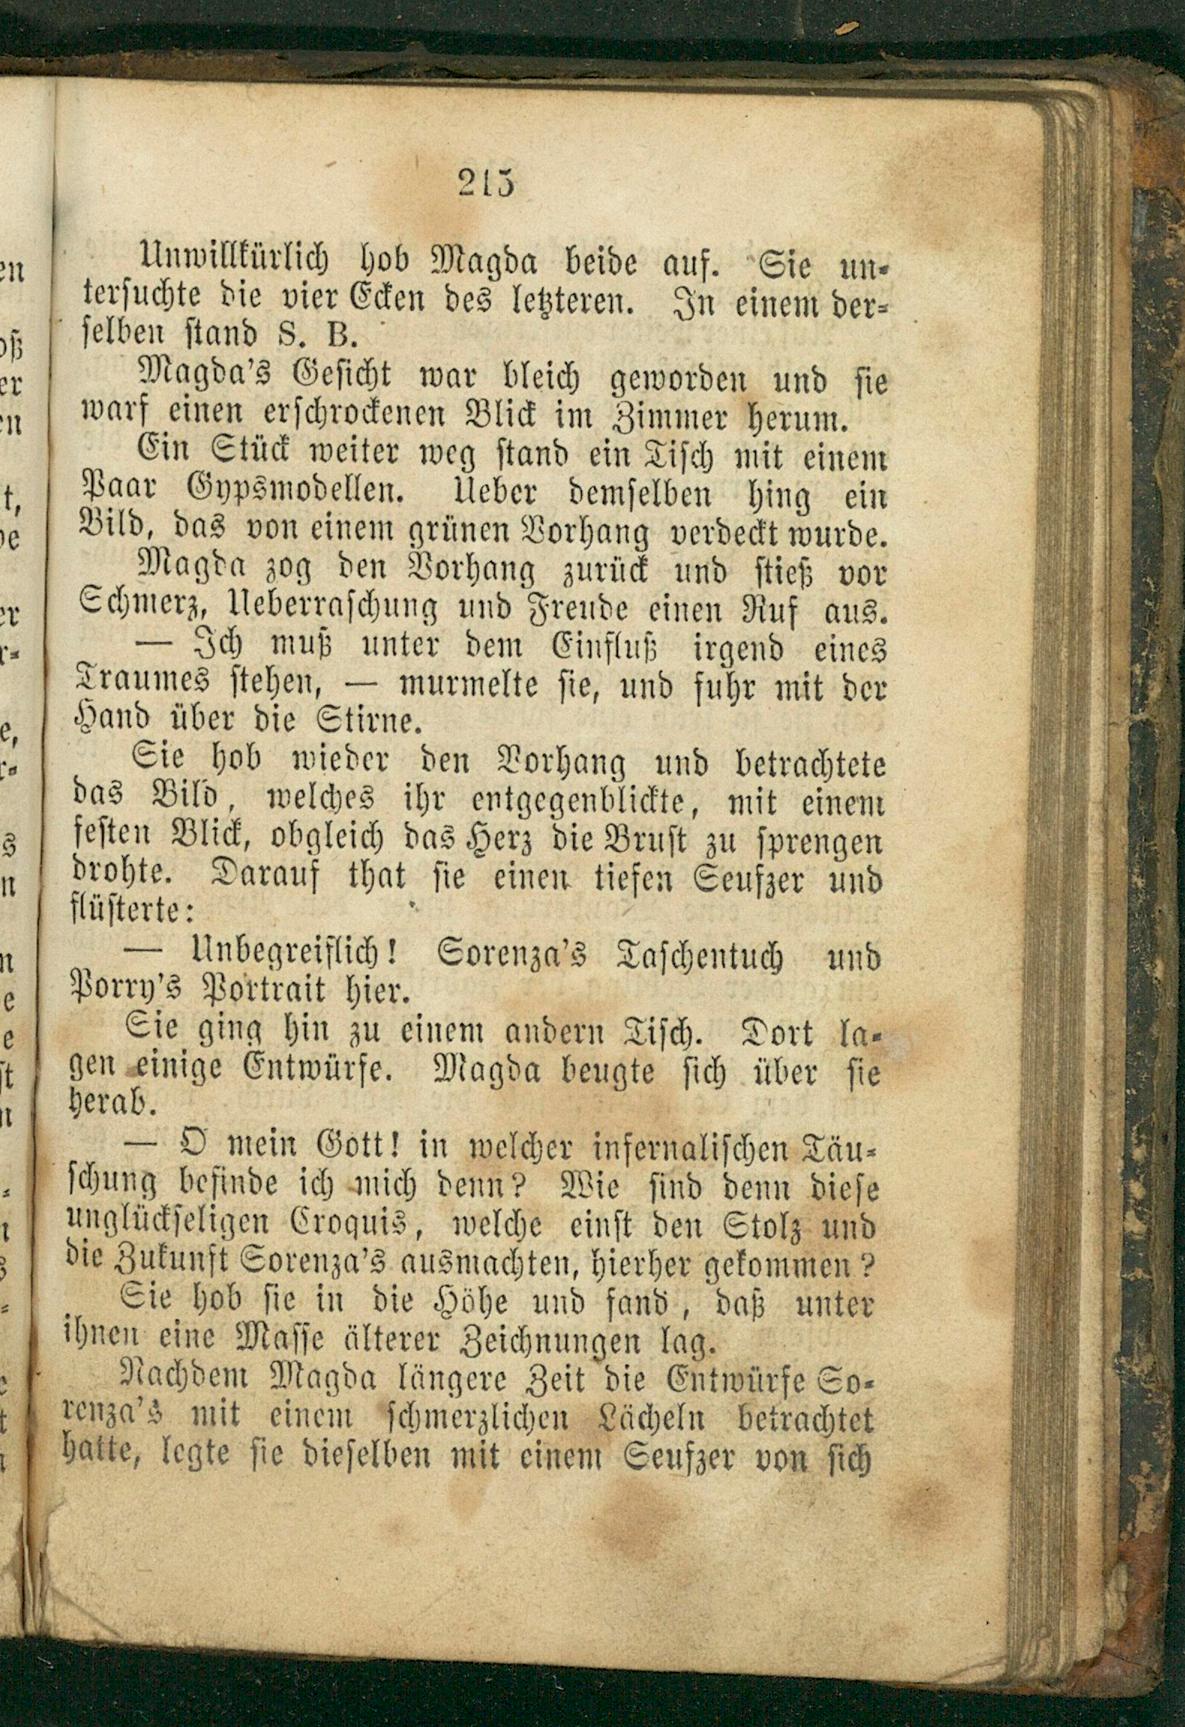 215
Unwillkürlich hob Magda beide auf. Sie un-
tersuchte die vier Ecken des letzteren. In einem der-
selben stand S. B.
Magda's Gesicht war bleich geworden und sie
warf einen erschrockenen Blick im Zimmer herum.
Ein Stück weiter weg stand ein Tisch mit einem
Paar Gypsmodellen. Ueber demselben hing ein
Bild, das von einem grünen Vorhang verdeckt wurde.
Magda zog den Vorhang zurück und stieß vor
Schmerz, Ueberraschung und Freude einen Ruf aus.
— Ich muß unter dem Einfluß irgend eines
Traumes stehen, — murmelte sie, und fuhr mit der
Hand über die Stirne.
Sie hob wieder den Vorhang und betrachtete
das Bild, welches ihr entgegenblickte, mit einem
festen Blick, obgleich das Herz die Brust zu sprengen
drohte. Darauf that sie einen tiefen Seufzer und
flüsterte:
— Unbegreiflich! Sorenza's Taschentuch und
Porry's Portrait hier.
Sie ging hin zu einem andern Tisch. Dort la-
gen einige Entwürfe. Magda beugte sich über sie
herab.
— O mein Gott! in welcher infernalischen Täu-
schung befinde ich mich denn? Wie sind denn diese
unglückseligen Croquis, welche einst den Stolz und
die Zukunft Sorenza's ausmachten, hierher gekommen?
Sie hob sie in die Höhe und fand, daß unter
ihnen eine Masse älterer Zeichnungen lag.
Nachdem Magda längere Zeit die Entwürfe So-
renza's mit einem schmerzlichen Lächeln betrachtet
hatte, legte sie dieselben mit einem Seufzer von sich